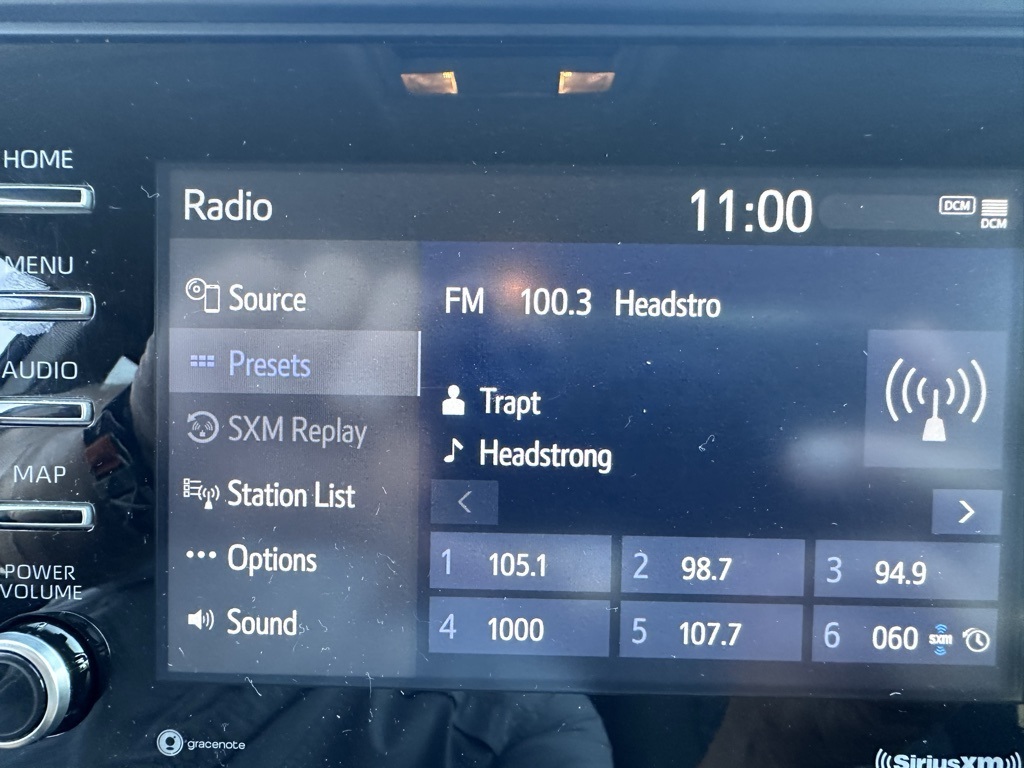 HOME
MENU
AUDIO
MAP
POWER
VOLUME
Radio
11:00
DCM
DCM
Source
Presets
SXM Replay
Station List
Options
Sound
FM 100.3 Headstro
Trapt
Headstrong
<
>
1 105.1
2 98.7
3 94.9
4 1000
5 107.7
6 060 sxm
gracenote
((SiriusXM))